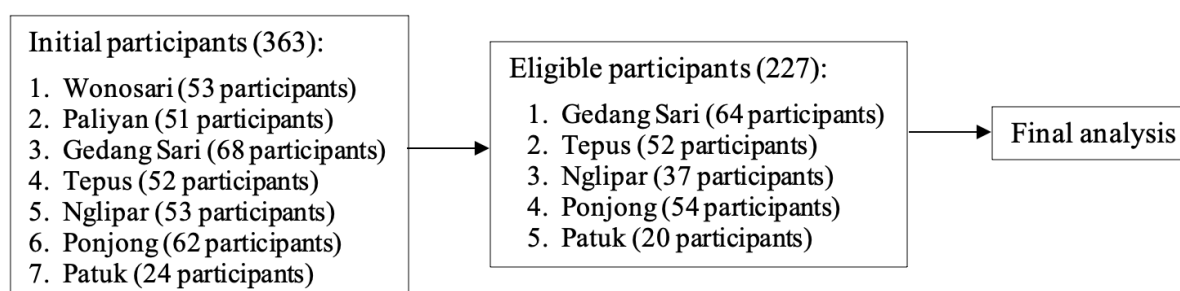 Initial participants (363):
1. Wonosari (53 participants)
2. Paliyan (51 participants)
3. Gedang Sari (68 participants)
4. Tepus (52 participants)
5. Nglipar (53 participants)
6. Ponjong (62 participants)
7. Patuk (24 participants)
Eligible participants (227):
1. Gedang Sari (64 participants)
2. Tepus (52 participants)
3. Nglipar (37 participants)
4. Ponjong (54 participants)
5. Patuk (20 participants)
Final analysis